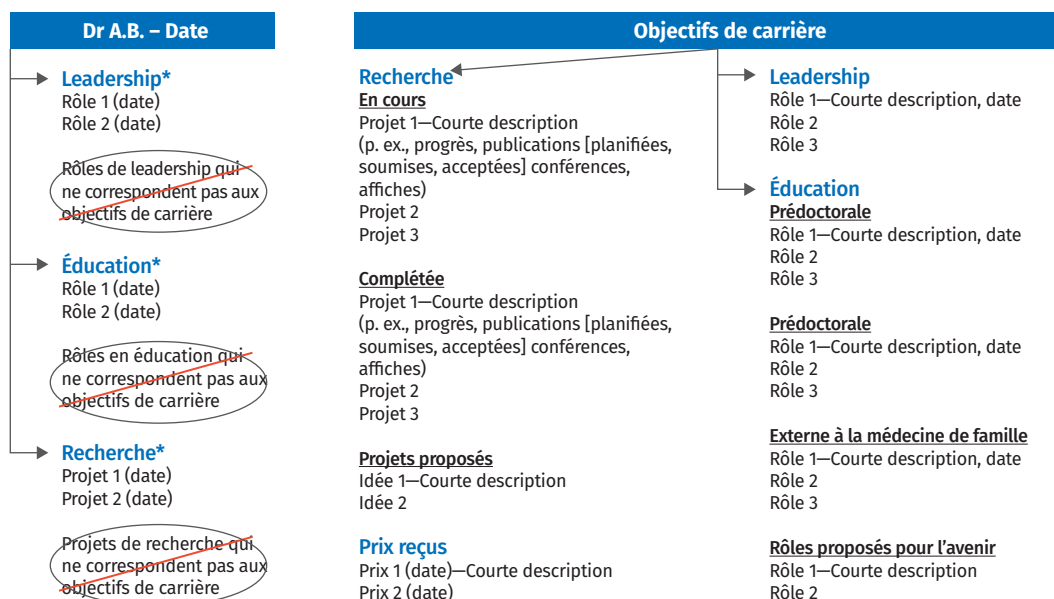 Dr A.B. – Date
Leadership*
Rôle 1 (date)
Rôle 2 (date)
Rôles de leadership qui
ne correspondent pas aux
objectifs de carrière
Éducation*
Rôle 1 (date)
Rôle 2 (date)
Rôles en éducation qui
ne correspondent pas aux
objectifs de carrière
Recherche*
Projet 1 (date)
Projet 2 (date)
Projets de recherche qui
ne correspondent pas aux
objectifs de carrière
Objectifs de carrière
Recherche
En cours
Projet 1—Courte description
(p. ex., progrès, publications [planifiées,
soumises, acceptées] conférences,
affiches)
Projet 2
Projet 3
Complétée
Projet 1—Courte description
(p. ex., progrès, publications [planifiées,
soumises, acceptées] conférences,
affiches)
Projet 2
Projet 3
Projets proposés
Idée 1—Courte description
Idée 2
Prix reçus
Prix 1 (date)—Courte description
Prix 2 (date)
Leadership
Rôle 1—Courte description, date
Rôle 2
Rôle 3
Éducation
Prédoctorale
Rôle 1—Courte description, date
Rôle 2
Rôle 3
Prédoctorale
Rôle 1—Courte description, date
Rôle 2
Rôle 3
Externe à la médecine de famille
Rôle 1—Courte description, date
Rôle 2
Rôle 3
Rôles proposés pour l'avenir
Rôle 1—Courte description
Rôle 2